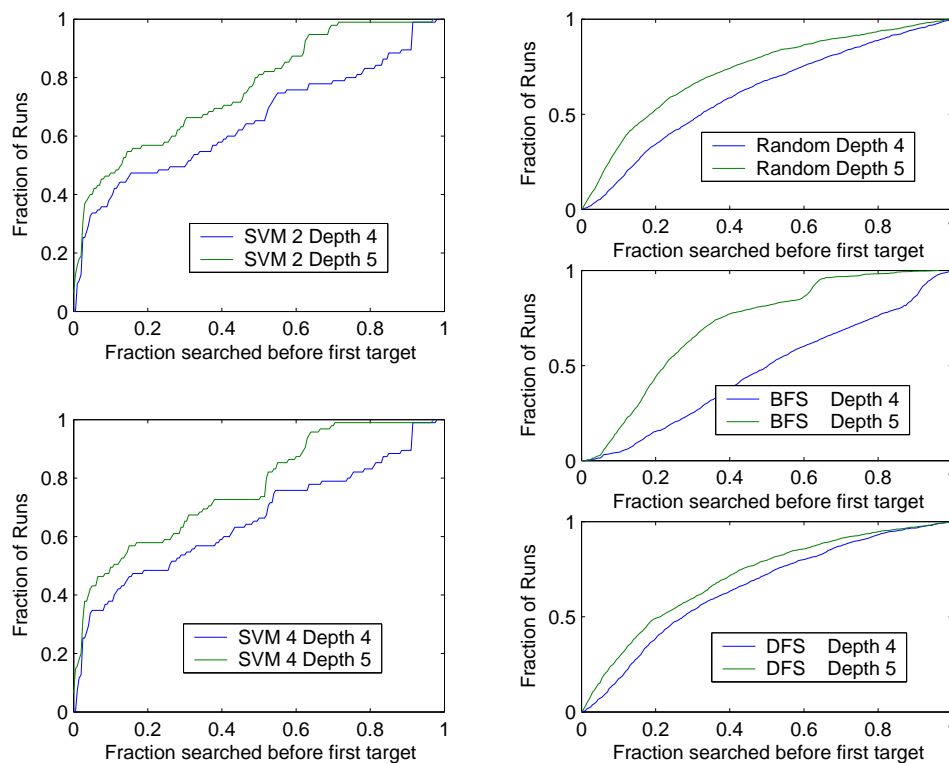 1
0.8
0.6
0.4
0.2
0
Fraction of Runs
SVM 2 Depth 4
SVM 2 Depth 5
0 0.2 0.4 0.6 0.8 1
Fraction searched before first target
1
0.8
0.6
0.4
0.2
0
Fraction of Runs
SVM 4 Depth 4
SVM 4 Depth 5
0 0.2 0.4 0.6 0.8 1
Fraction searched before first target
1
0.5
0
Fraction of Runs
Random Depth 4
Random Depth 5
0 0.2 0.4 0.6 0.8
Fraction searched before first target
1
0.5
0
Fraction of Runs
BFS Depth 4
BFS Depth 5
0 0.2 0.4 0.6 0.8
Fraction searched before first target
1
0.5
0
Fraction of Runs
DFS Depth 4
DFS Depth 5
0 0.2 0.4 0.6 0.8
Fraction searched before first target